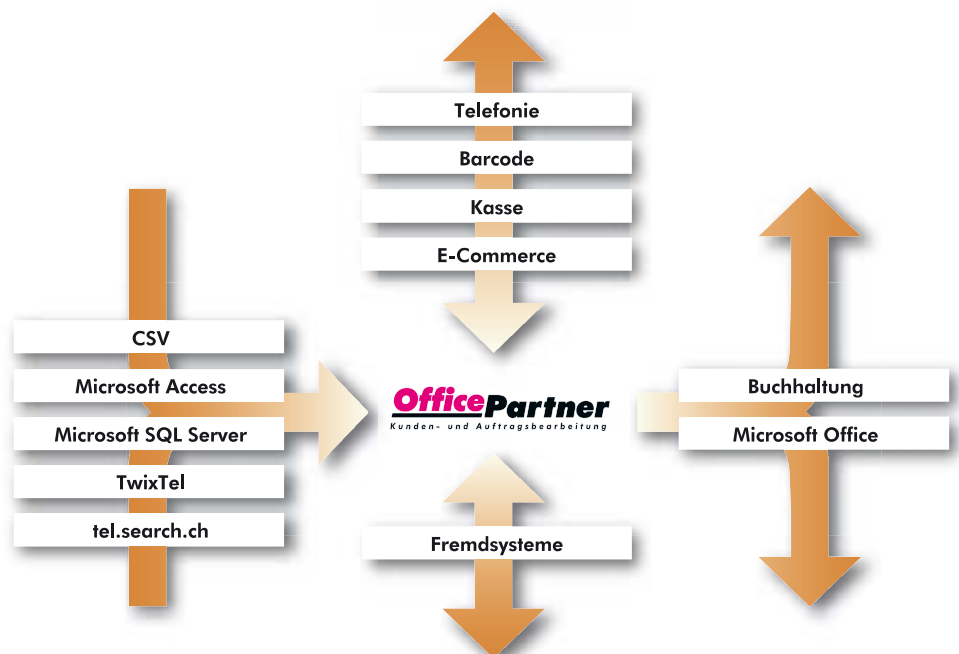 Telefonie
Barcode
Kasse
E-Commerce
CSV
Microsoft Access
Microsoft SQL Server
TwixTel
tel.search.ch
OfficePartner
Kunden- und Auftragsbearbeitung
Buchhaltung
Microsoft Office
Fremdsysteme